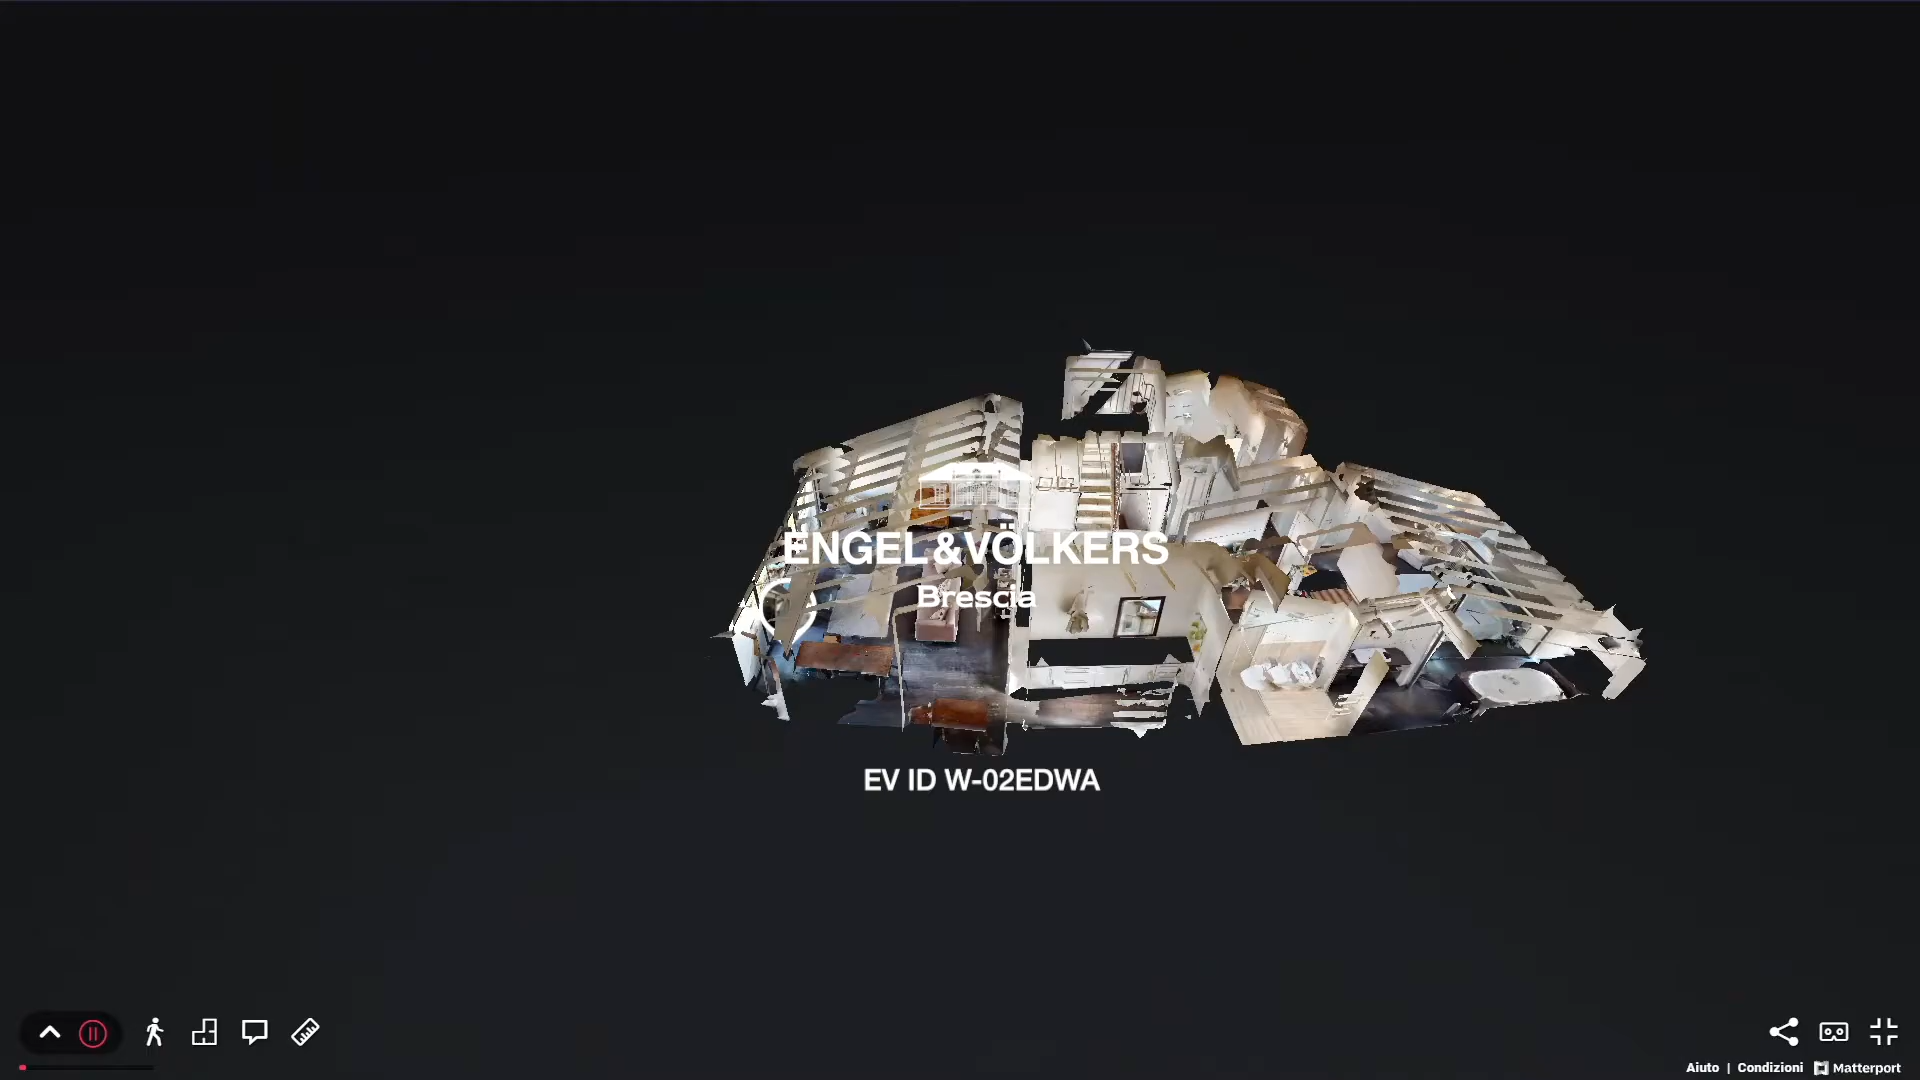 ENGEL&VÖLKERS
Brescia
EV ID W-02EDWA
Aiuto | Condizioni Matterport